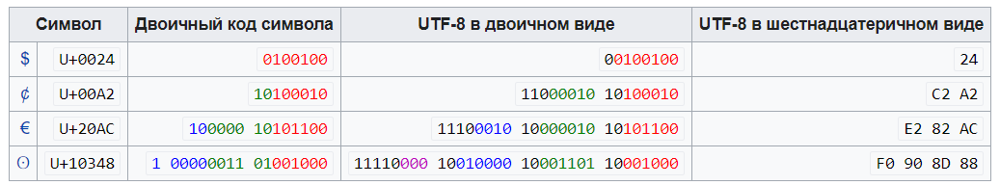 Символ Двоичный код символа UTF-8 в двоичном виде UTF-8 в шестнадцатеричном виде
$ U+0024 0100100 00100100 24
¢ U+00A2 10100010 11000010 10100010 C2 A2
€ U+20AC 100000 10101100 11100010 10000010 10101100 E2 82 AC
𐍈 U+10348 1 00000011 01001000 11110000 10010000 10001101 10001000 F0 90 8D 88